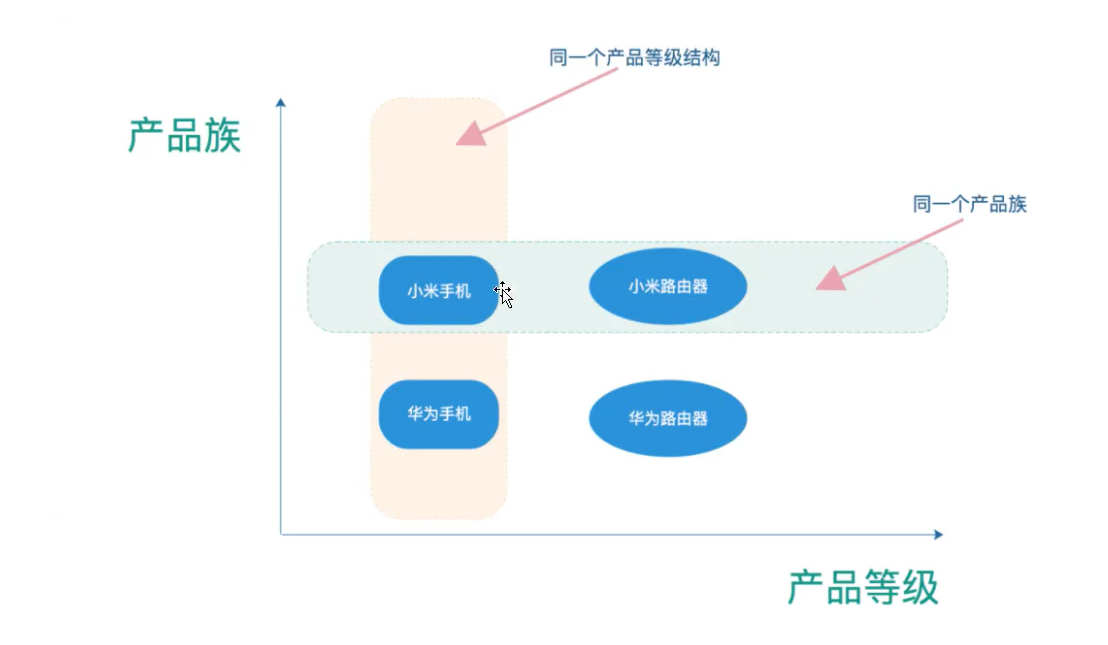 同一个产品等级结构
产品族
同一个产品族
小米手机
小米路由器
华为手机
华为路由器
产品等级